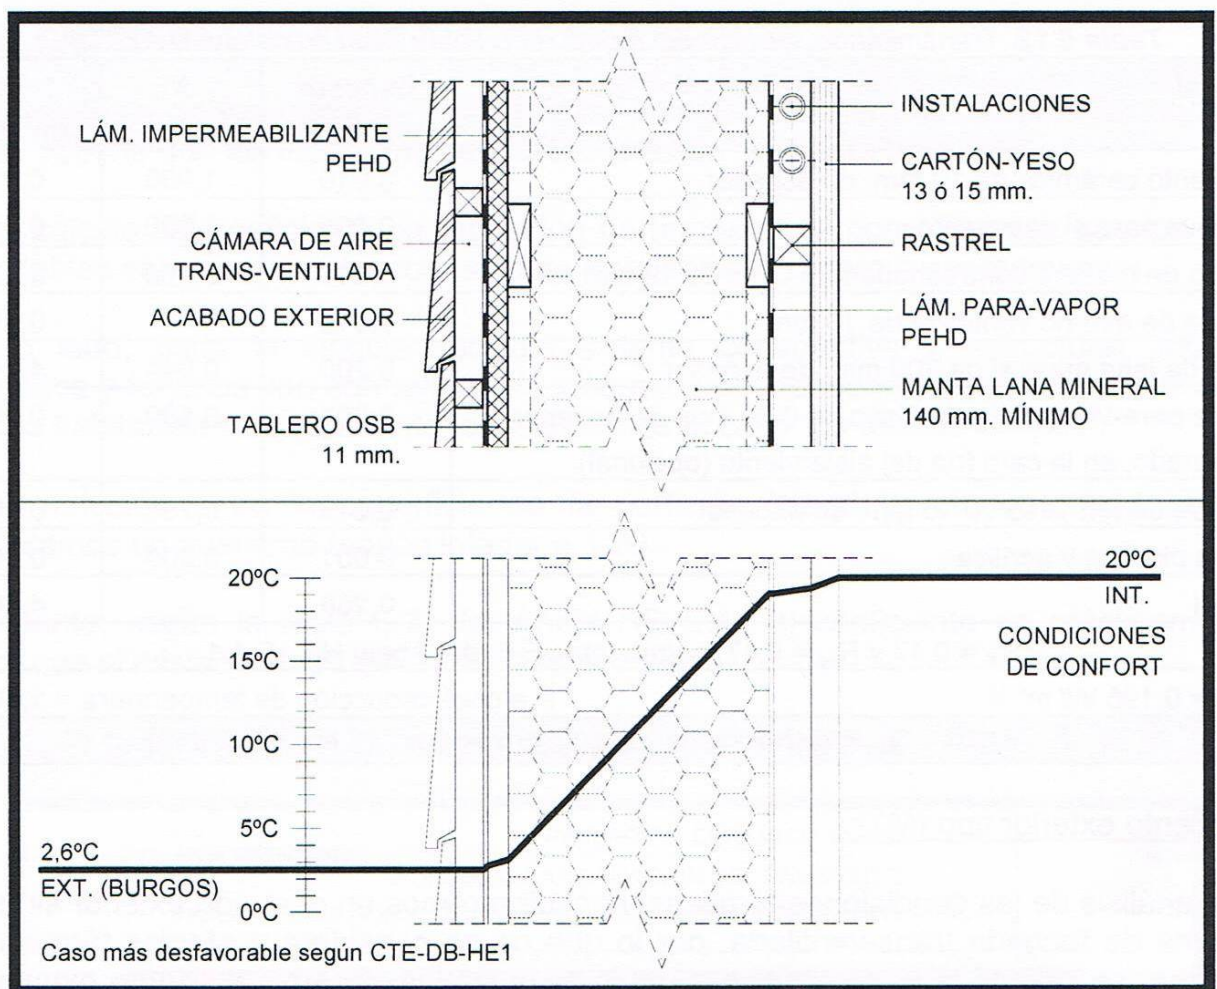 LÁM. IMPERMEABILIZANTE
PEHD
CÁMARA DE AIRE
TRANS-VENTILADA
ACABADO EXTERIOR
TABLERO OSB
11 mm.
INSTALACIONES
CARTÓN-YESO
13 ó 15 mm.
RASTREL
LÁM. PARA-VAPOR
PEHD
MANTA LANA MINERAL
140 mm. MÍNIMO
20ºC
15ºC
10ºC
5ºC
0ºC
2,6ºC
EXT. (BURGOS)
20ºC
INT.
CONDICIONES
DE CONFORT
Caso más desfavorable según CTE-DB-HE1